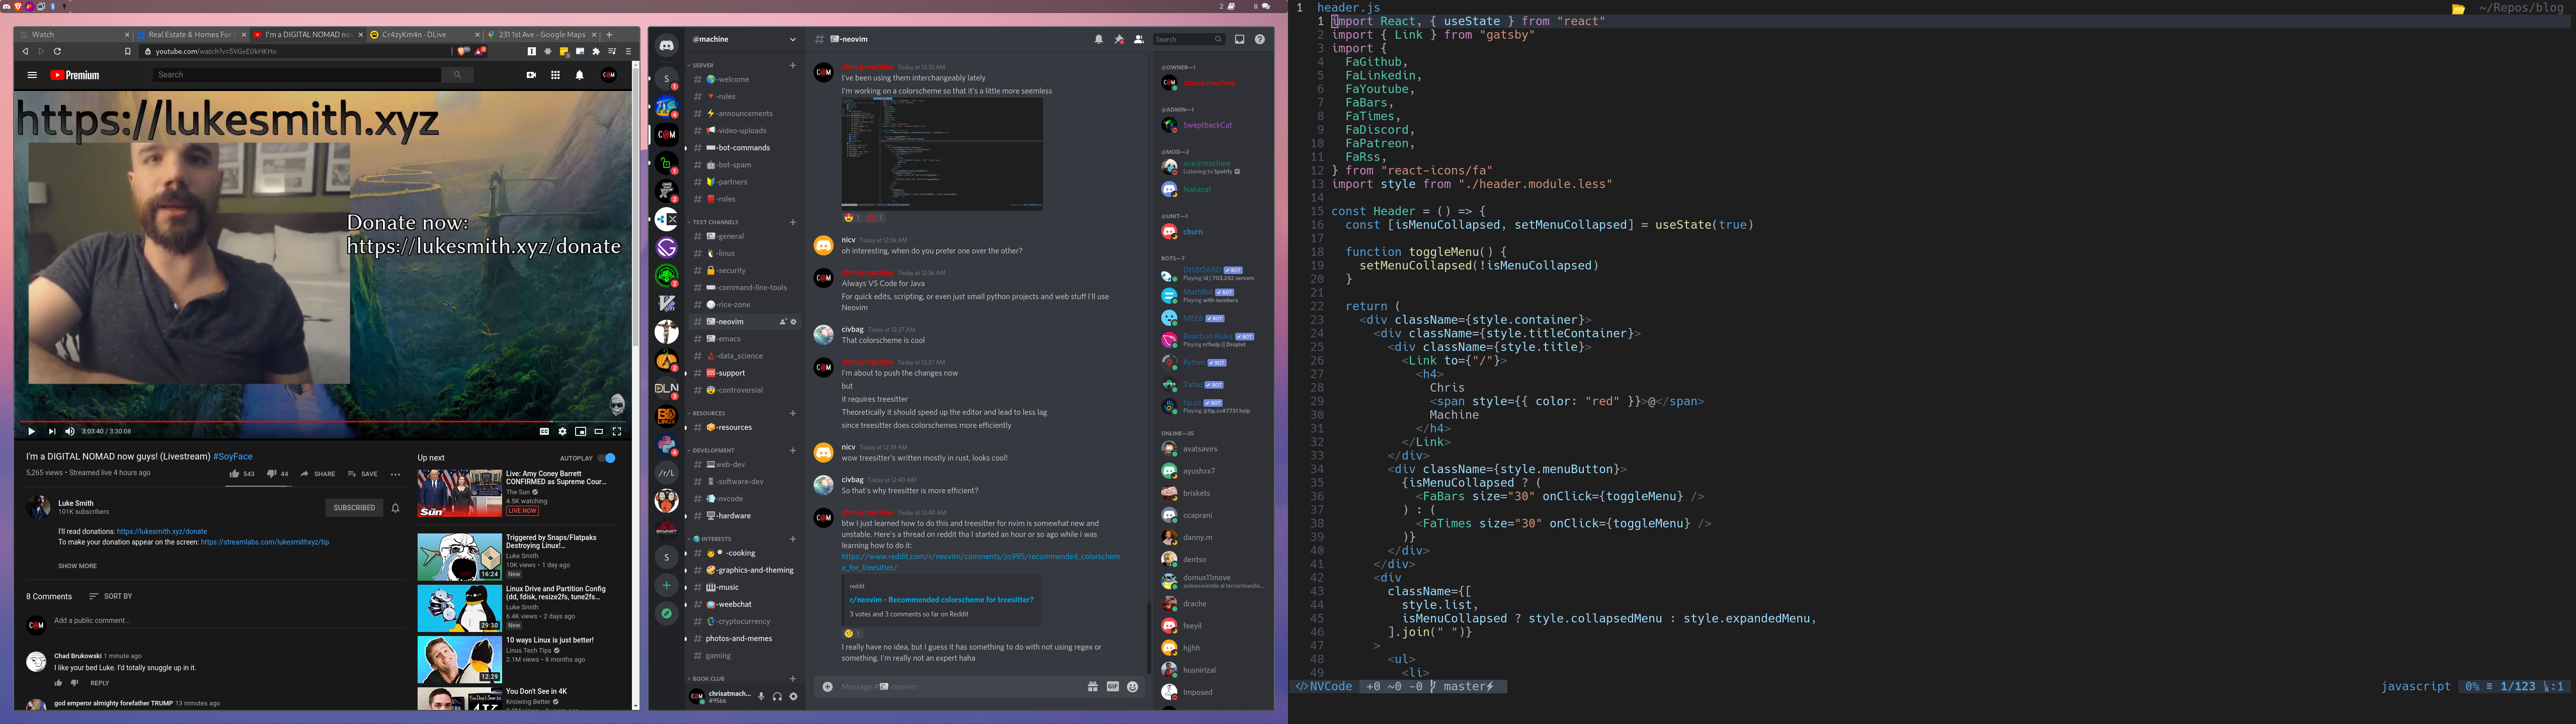 2
8
Watch
Real Estate & Homes For
I'm a DIGITAL NOMAD no
Cr4zyKm4n - DLive
231 1st Ave - Google Maps
youtube.com/watch?v=SVGxE0kHKHo
Premium
Search
https://lukesmith.xyz
Donate now:
https://lukesmith.xyz/donate
3:03:40 / 3:30:08
I'm a DIGITAL NOMAD now guys! (Livestream) #SoyFace
5,265 views • Streamed live 4 hours ago
543
44
SHARE
SAVE
Luke Smith
101K subscribers
SUBSCRIBED
I'll read donations: https://lukesmith.xyz/donate
To make your donation appear on the screen: https://streamlabs.com/lukesmithxyz/tip
SHOW MORE
8 Comments
SORT BY
Add a public comment...
Chad Brukowski 1 minute ago
I like your bed Luke. I'd totally snuggle up in it.
REPLY
god emperor almighty forefather TRUMP 13 minutes ago
Up next
AUTOPLAY
Live: Amy Coney Barrett
CONFIRMED as Supreme Cour...
The Sun
4.5K watching
LIVE NOW
Triggered by Snaps/Flatpaks
Destroying Linux!...
Luke Smith
10K views • 1 day ago
New
16:24
Linux Drive and Partition Config
(dd, fdisk, resize2fs, tune2fs...
Luke Smith
6.4K views • 2 days ago
New
29:30
10 ways Linux is just better!
Linus Tech Tips
2.1M views • 8 months ago
12:29
You Don't See in 4K
Knowing Better
@machine
SERVER
-welcome
-rules
-announcements
-video-uploads
-bot-commands
-bot-spam
-partners
-roles
TEXT CHANNELS
-general
-linux
-security
-command-line-tools
-rice-zone
-neovim
-emacs
-data_science
-support
-controversial
RESOURCES
-resources
DEVELOPMENT
-web-dev
-software-dev
-nvcode
-hardware
INTERESTS
-cooking
-graphics-and-theming
-music
-weebchat
-cryptocurrency
photos-and-memes
gaming
BOOK CLUB
chrisatmach...
#9566
-neovim
Search
chris@machine Today at 12:35 AM
I've been using them interchangeably lately
I'm working on a colorscheme so that it's a little more seemless
nicv Today at 12:36 AM
oh interesting, when do you prefer one over the other?
chris@machine Today at 12:36 AM
Always VS Code for Java
For quick edits, scripting, or even just small python projects and web stuff I'll use
Neovim
civbag Today at 12:37 AM
That colorscheme is cool
chris@machine Today at 12:37 AM
I'm about to push the changes now
but
it requires treesitter
Theoretically it should speed up the editor and lead to less lag
since treesitter does colorschemes more efficiently
nicv Today at 12:39 AM
wow treesitter's written mostly in rust, looks cool!
civbag Today at 12:40 AM
So that's why treesitter is more efficient?
chris@machine Today at 12:40 AM
btw I just learned how to do this and treesitter for nvim is somewhat new and
unstable. Here's a thread on reddit tha I started an hour or so ago while I was
learning how to do it:
https://www.reddit.com/r/neovim/comments/jis995/recommended_colorschem
e_for_treesitter/
reddit
r/neovim - Recommended colorscheme for treesitter?
3 votes and 3 comments so far on Reddit
I really have no idea, but I guess it has something to do with not using regex or
something. I'm really not an expert haha
Message #-neovim
GIF
@OWNER—1
chris@machine
@ADMIN—1
SweptbackCat
@MOD—2
ace@machine
Listening to Spotify
Nakazat
@UNIT—1
cburn
BOTS—7
DISBOARD BOT
Playing !d | 703,242 servers
MathBot BOT
Playing with numbers
MEE6 BOT
Reaction Roles BOT
Playing rr!help || Droplet
Rythm BOT
Tatsu BOT
tip.cc BOT
Playing @tip.cc#7731 help
ONLINE—35
avatsavirs
ayushxx7
briskets
ccaprani
danny.m
dentso
domus11move
sobreviviendo al tercermundis...
drache
feeyil
hjjhh
husnirizal
Imposed
1 header.js
~/Repos/blog
1 import React, { useState } from "react"
2 import { Link } from "gatsby"
3 import {
4 FaGithub,
5 FaLinkedin,
6 FaYoutube,
7 FaBars,
8 FaTimes,
9 FaDiscord,
10 FaPatreon,
11 FaRss,
12 } from "react-icons/fa"
13 import style from "./header.module.less"
14
15 const Header = () => {
16 const [isMenuCollapsed, setMenuCollapsed] = useState(true)
17
18 function toggleMenu() {
19 setMenuCollapsed(!isMenuCollapsed)
20 }
21
22 return (
23 <div className={style.container}>
24 <div className={style.titleContainer}>
25 <div className={style.title}>
26 <Link to={"/"}>
27 <h4>
28 Chris
29 <span style={{ color: "red" }}>@</span>
30 Machine
31 </h4>
32 </Link>
33 </div>
34 <div className={style.menuButton}>
35 {isMenuCollapsed ? (
36 <FaBars size="30" onClick={toggleMenu} />
37 ) : (
38 <FaTimes size="30" onClick={toggleMenu} />
39 )}
40 </div>
41 </div>
42 <div
43 className={[
44 style.list,
45 isMenuCollapsed ? style.collapsedMenu : style.expandedMenu,
46 ].join(" ")}
47 >
48 <ul>
49 <li>
NVCode +0 ~0 -0 master
javascript 0% 1/123 :1